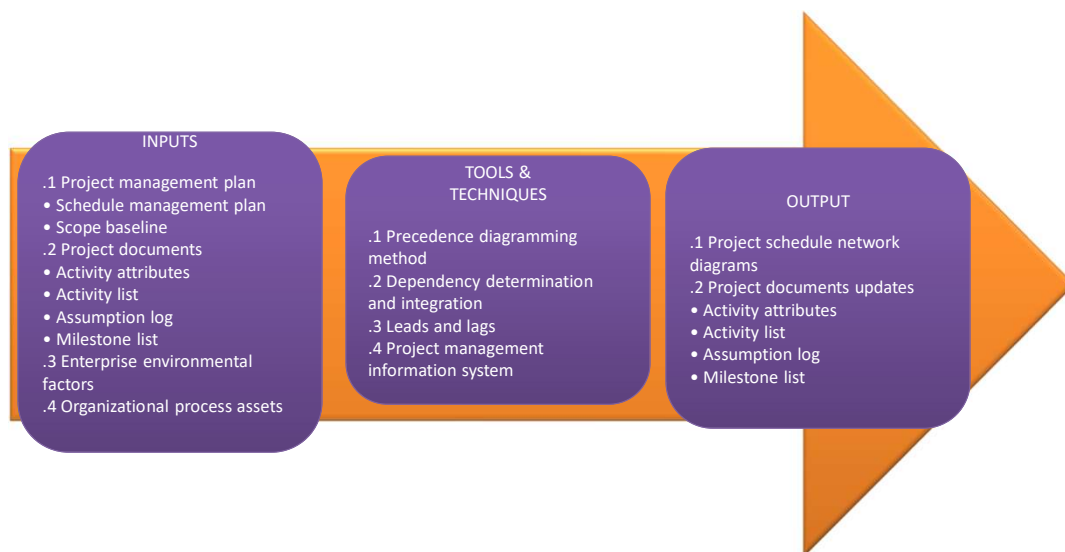 INPUTS
.1 Project management plan
• Schedule management plan
• Scope baseline
.2 Project documents
• Activity attributes
• Activity list
• Assumption log
• Milestone list
.3 Enterprise environmental
factors
.4 Organizational process assets
TOOLS &
TECHNIQUES
.1 Precedence diagramming
method
.2 Dependency determination
and integration
.3 Leads and lags
.4 Project management
information system
OUTPUT
.1 Project schedule network
diagrams
.2 Project documents updates
• Activity attributes
• Activity list
• Assumption log
• Milestone list